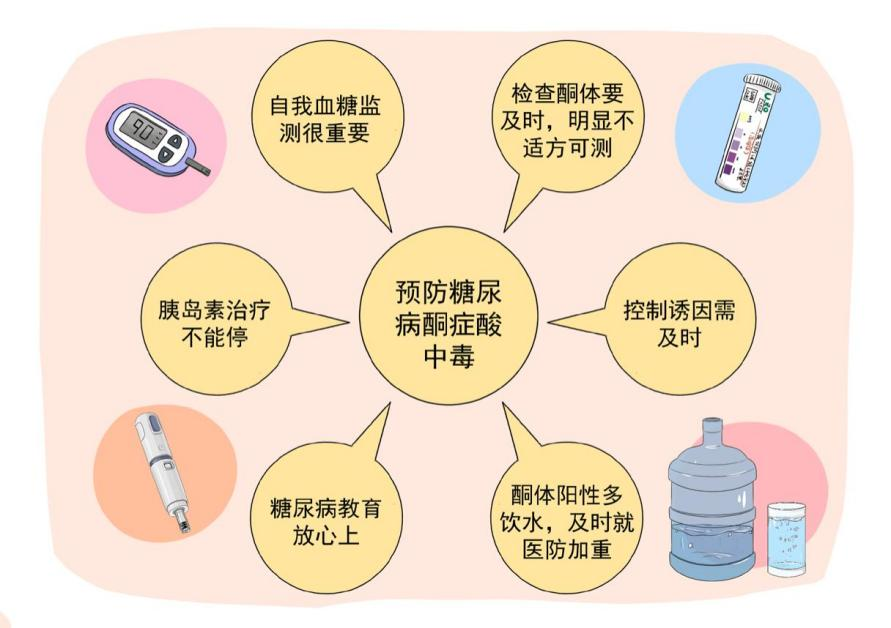 自我血糖监
测很重要
检查酮体要
及时，明显不
适方可测
90
胰岛素治疗
不能停
预防糖尿
病酮症酸
中毒
控制诱因需
及时
糖尿病教育
放心上
酮体阳性多
饮水，及时就
医防加重